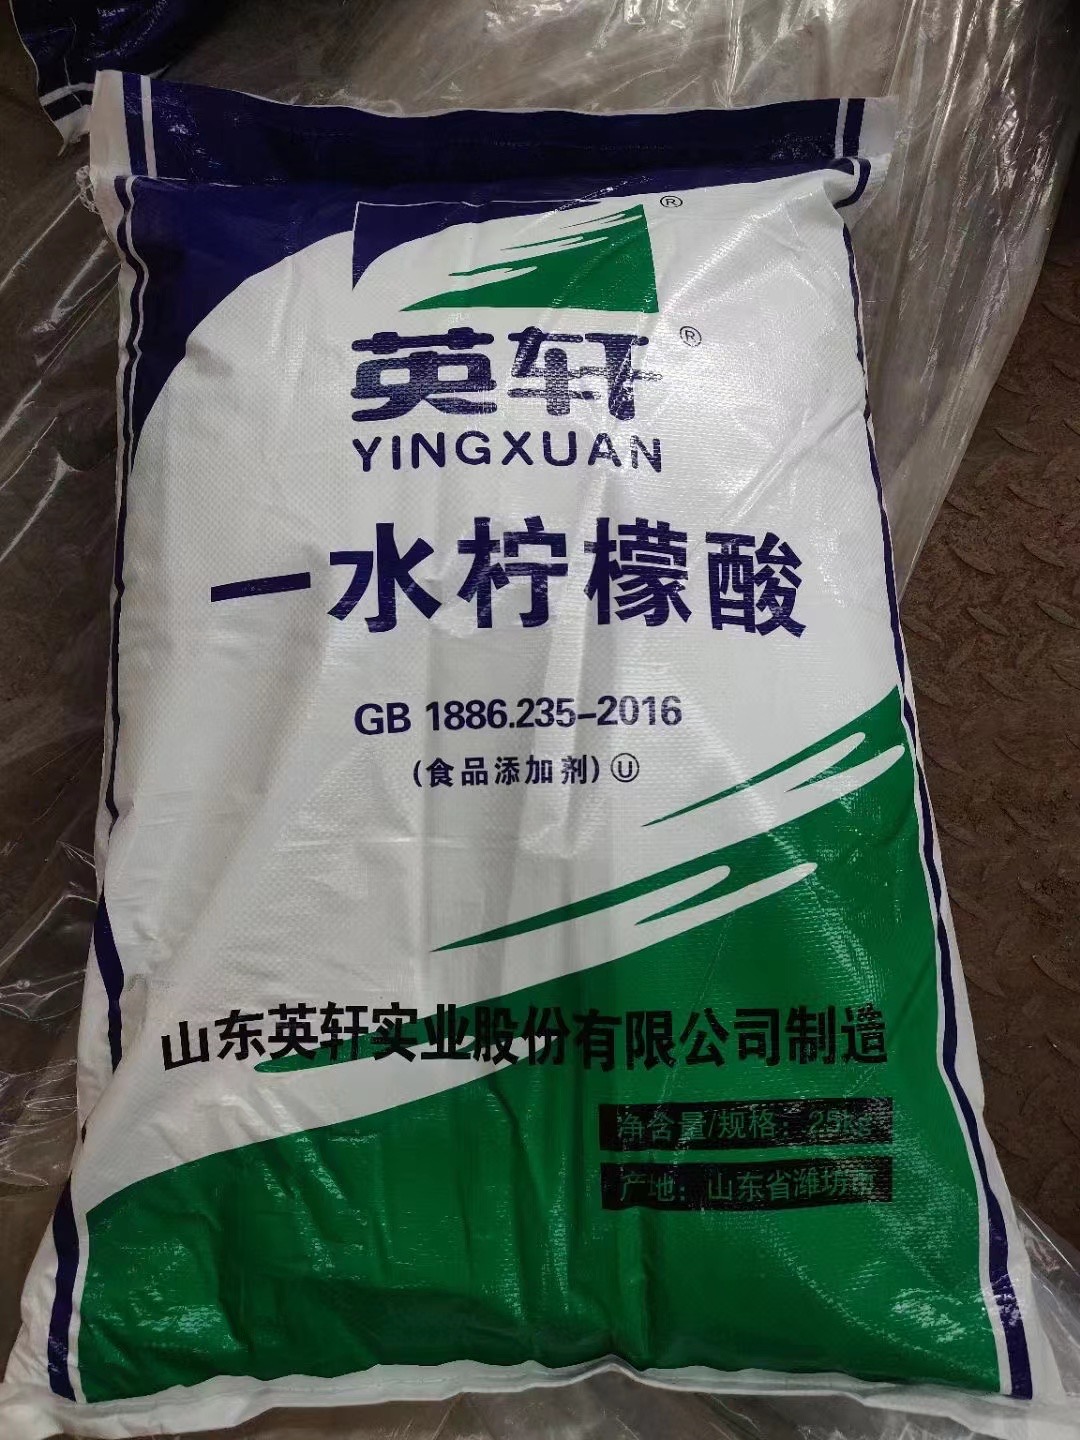 ®
英轩®
YINGXUAN
一水柠檬酸
GB 1886.235-2016
(食品添加剂) Ⓤ
山东英轩实业股份有限公司制造
净含量/规格: 25kg
产地: 山东省潍坊市